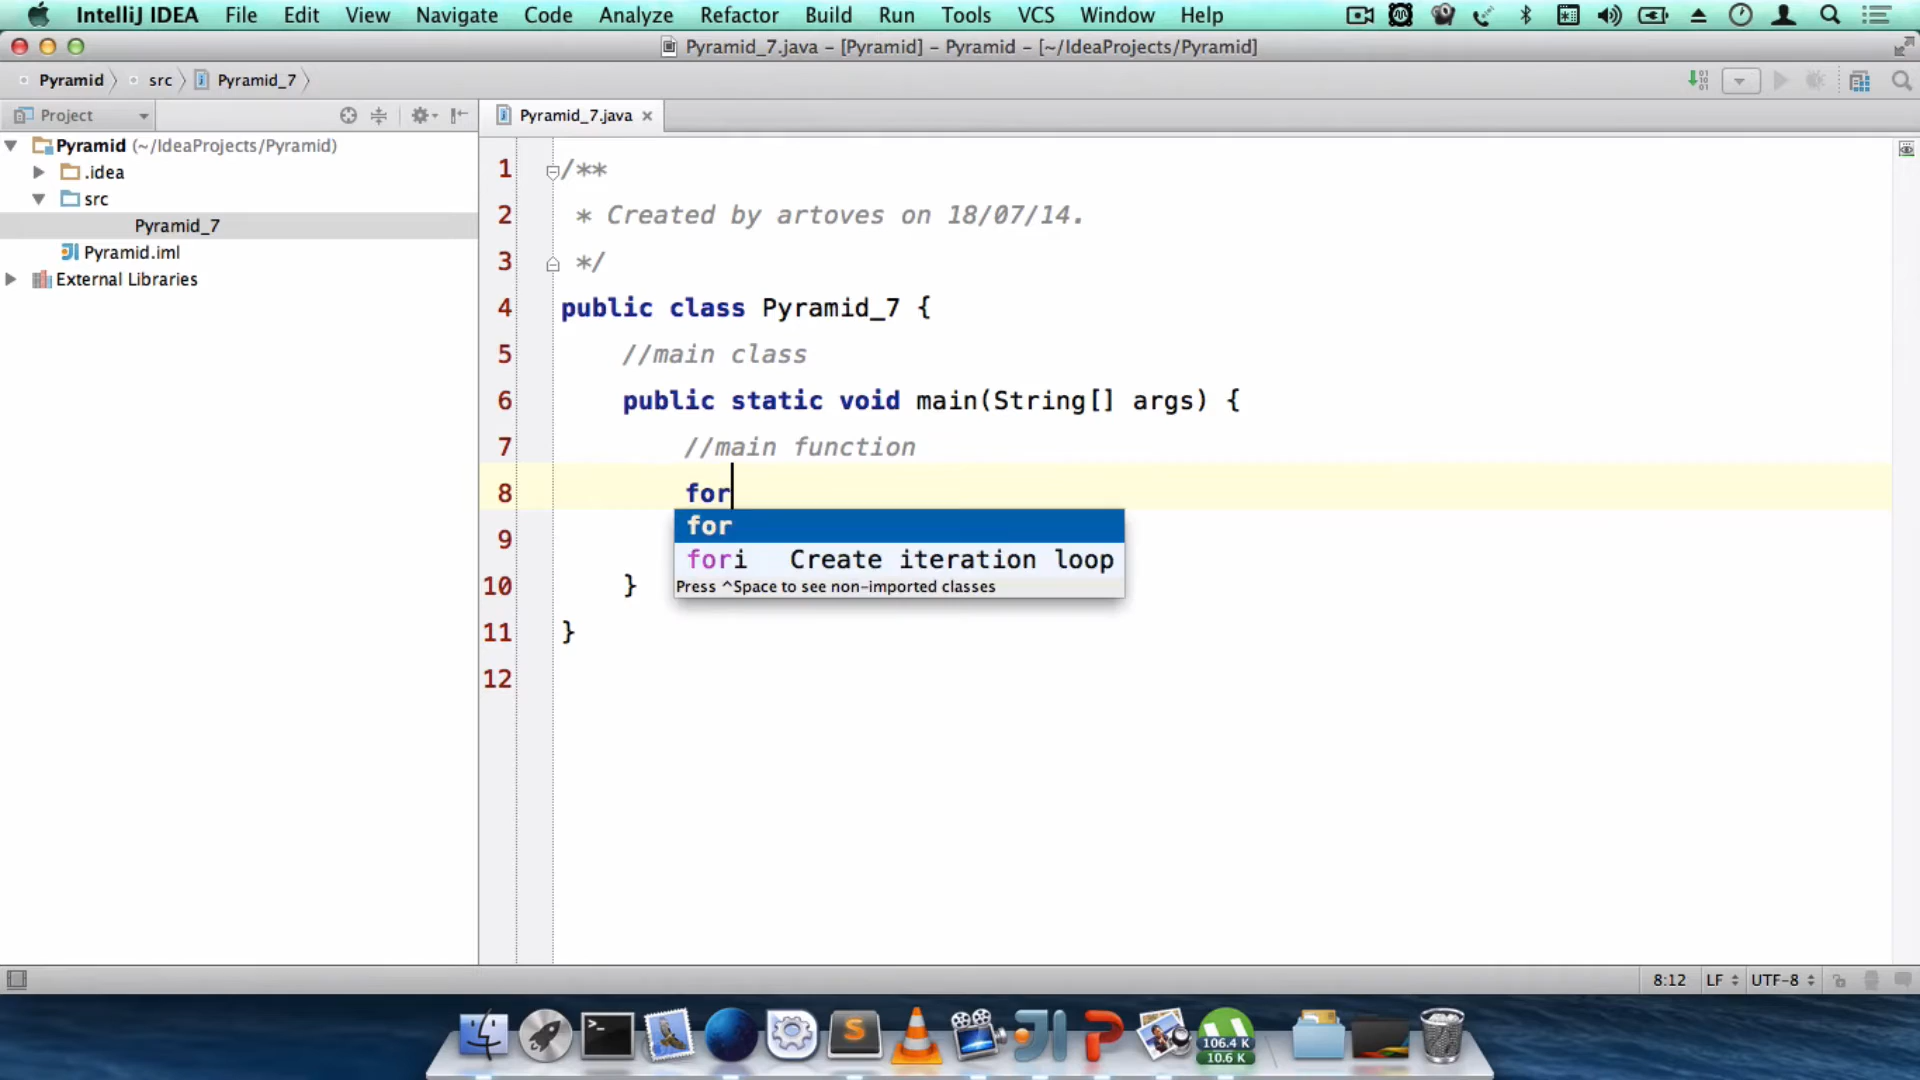 IntelliJ IDEA File Edit View Navigate Code Analyze Refactor Build Run Tools VCS Window Help
Pyramid_7.java – [Pyramid] – Pyramid – [~/IdeaProjects/Pyramid]
Pyramid src Pyramid_7
Project
Pyramid_7.java
Pyramid (~/IdeaProjects/Pyramid)
.idea
src
Pyramid_7
Pyramid.iml
External Libraries
1 /**
2 * Created by artoves on 18/07/14.
3 */
4 public class Pyramid_7 {
5 //main class
6 public static void main(String[] args) {
7 //main function
8 for
for
9
fori Create iteration loop
10 }
Press ^Space to see non-imported classes
11 }
12
8:12 LF UTF-8
106.4 K
10.6 K